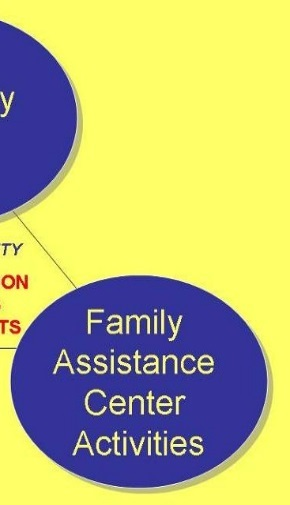 y
TY
ON
TS
Family
Assistance
Center
Activities